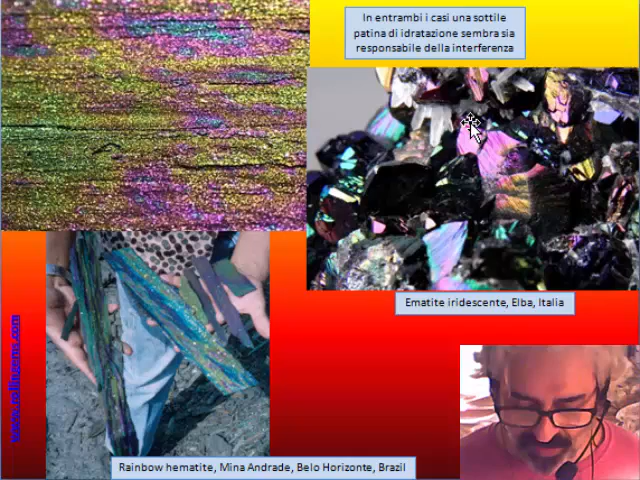 In entrambi i casi una sottile
patina di idratazione sembra sia
responsabile della interferenza
Ematite iridescente, Elba, Italia
Rainbow hematite, Mina Andrade, Belo Horizonte, Brazil